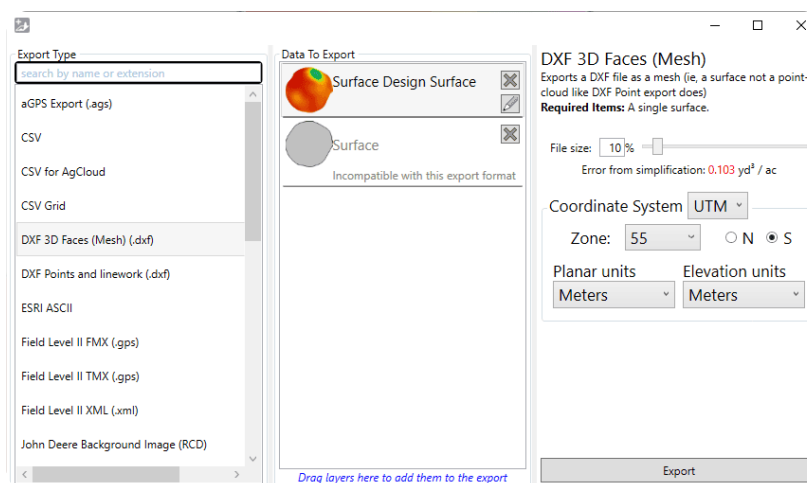 Export Type
search by name or extension
aGPS Export (.ags)
CSV
CSV for AgCloud
CSV Grid
DXF 3D Faces (Mesh) (.dxf)
DXF Points and linework (.dxf)
ESRI ASCII
Field Level II FMX (.gps)
Field Level II TMX (.gps)
Field Level II XML (.xml)
John Deere Background Image (RCD)
Data To Export
Surface Design Surface
Surface
Incompatible with this export format
Drag layers here to add them to the export
DXF 3D Faces (Mesh)
Exports a DXF file as a mesh (ie, a surface not a point-
cloud like DXF Point export does)
Required Items: A single surface.
File size: 10 %
Error from simplification: 0.103 yd³ / ac
Coordinate System UTM
Zone: 55 N S
Planar units Elevation units
Meters Meters
Export